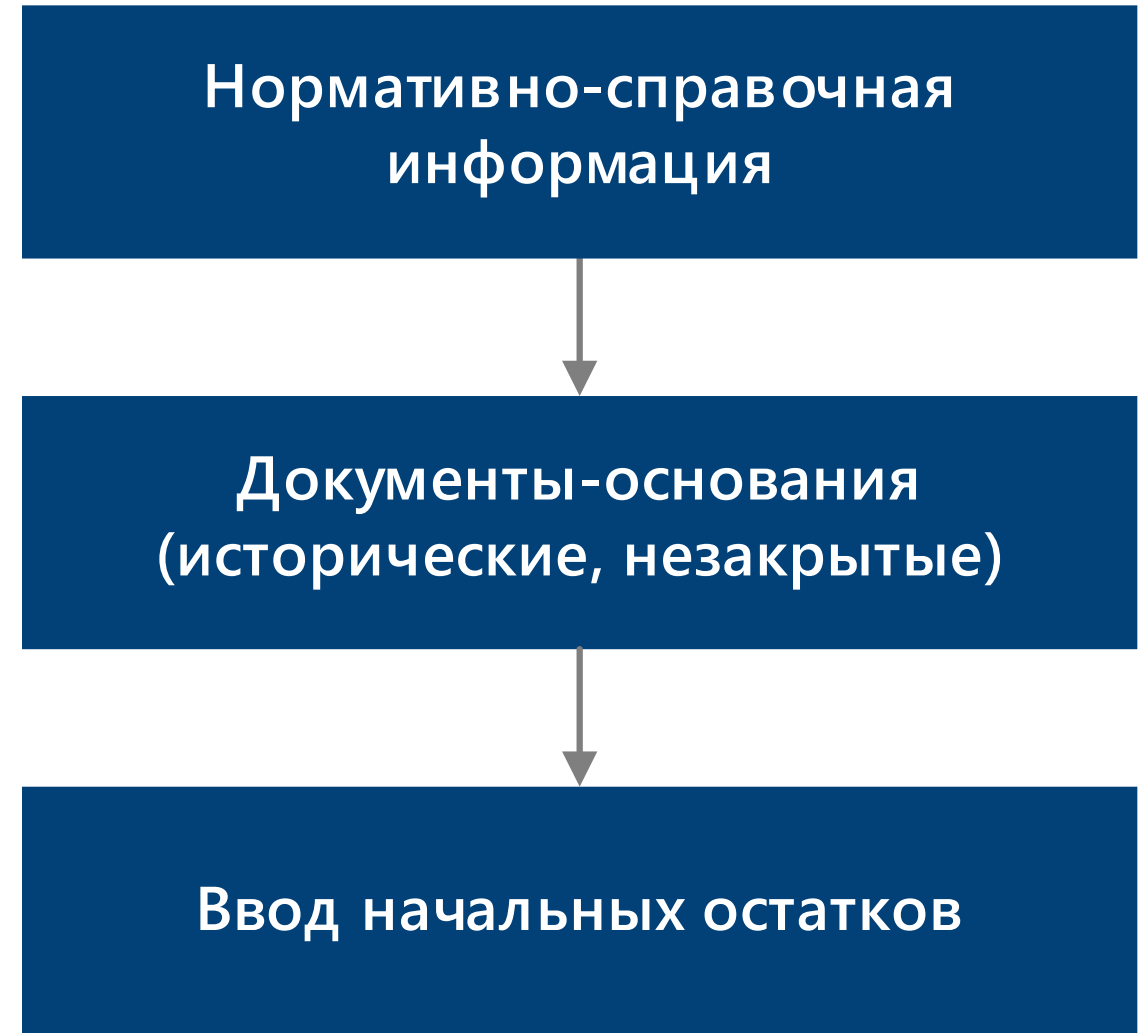 Нормативно-справочная
информация
Документы-основания
(исторические, незакрытые)
Ввод начальных остатков